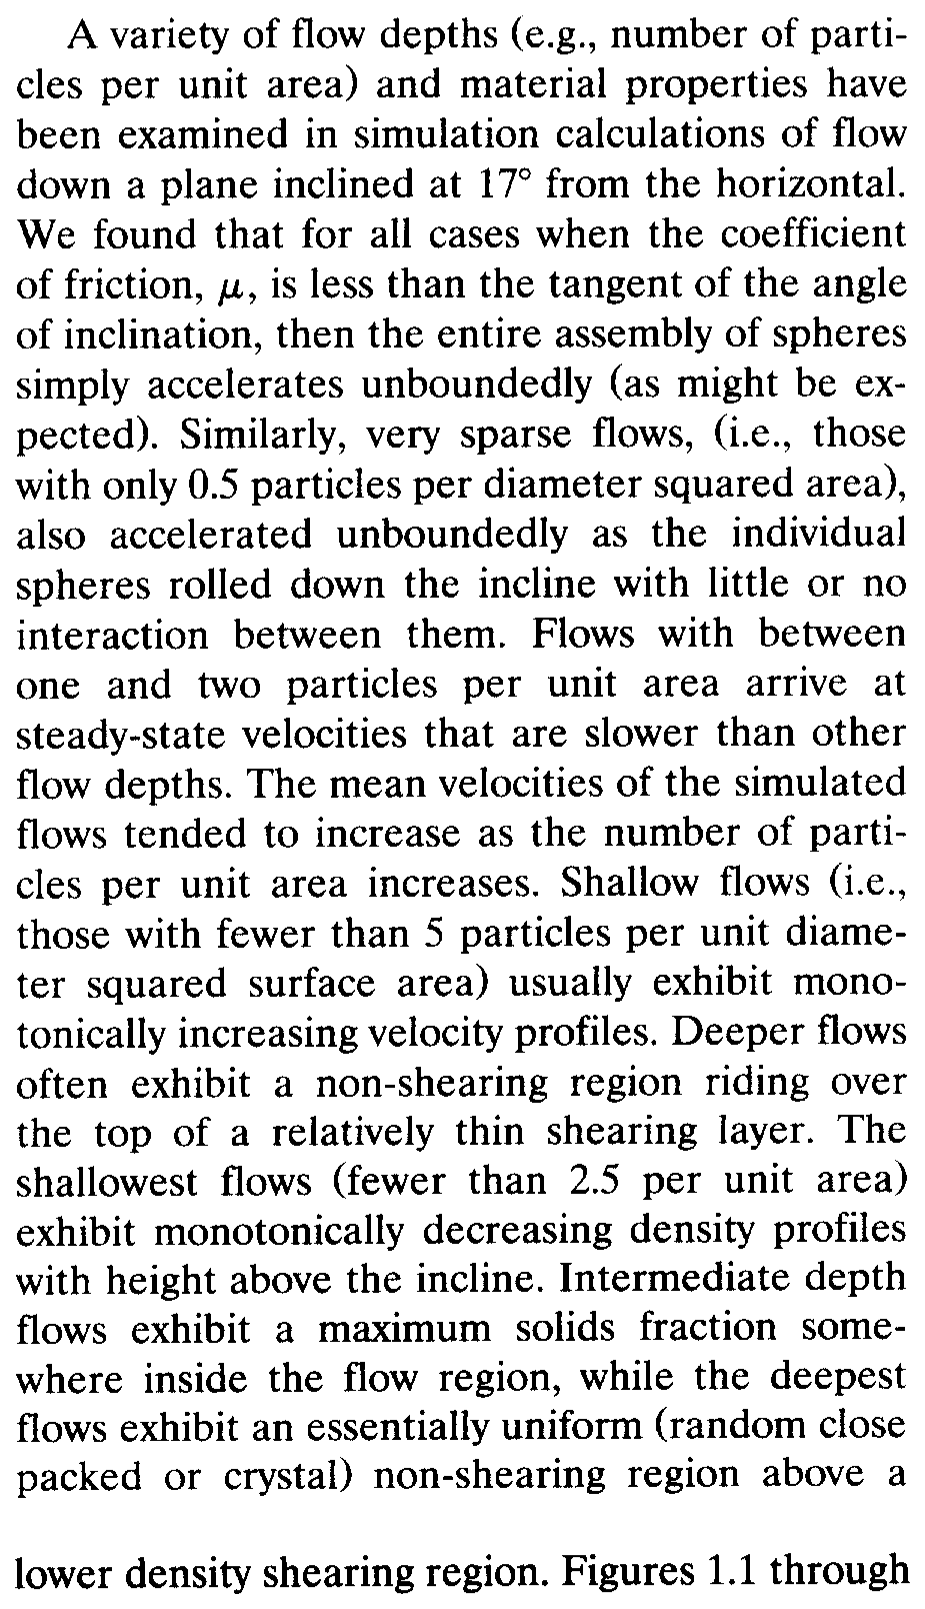 A variety of flow depths (e.g., number of parti-
cles per unit area) and material properties have
been examined in simulation calculations of flow
down a plane inclined at 17° from the horizontal.
We found that for all cases when the coefficient
of friction, μ, is less than the tangent of the angle
of inclination, then the entire assembly of spheres
simply accelerates unboundedly (as might be ex-
pected). Similarly, very sparse flows, (i.e., those
with only 0.5 particles per diameter squared area),
also accelerated unboundedly as the individual
spheres rolled down the incline with little or no
interaction between them. Flows with between
one and two particles per unit area arrive at
steady-state velocities that are slower than other
flow depths. The mean velocities of the simulated
flows tended to increase as the number of parti-
cles per unit area increases. Shallow flows (i.e.,
those with fewer than 5 particles per unit diame-
ter squared surface area) usually exhibit mono-
tonically increasing velocity profiles. Deeper flows
often exhibit a non-shearing region riding over
the top of a relatively thin shearing layer. The
shallowest flows (fewer than 2.5 per unit area)
exhibit monotonically decreasing density profiles
with height above the incline. Intermediate depth
flows exhibit a maximum solids fraction some-
where inside the flow region, while the deepest
flows exhibit an essentially uniform (random close
packed or crystal) non-shearing region above a
lower density shearing region. Figures 1.1 through